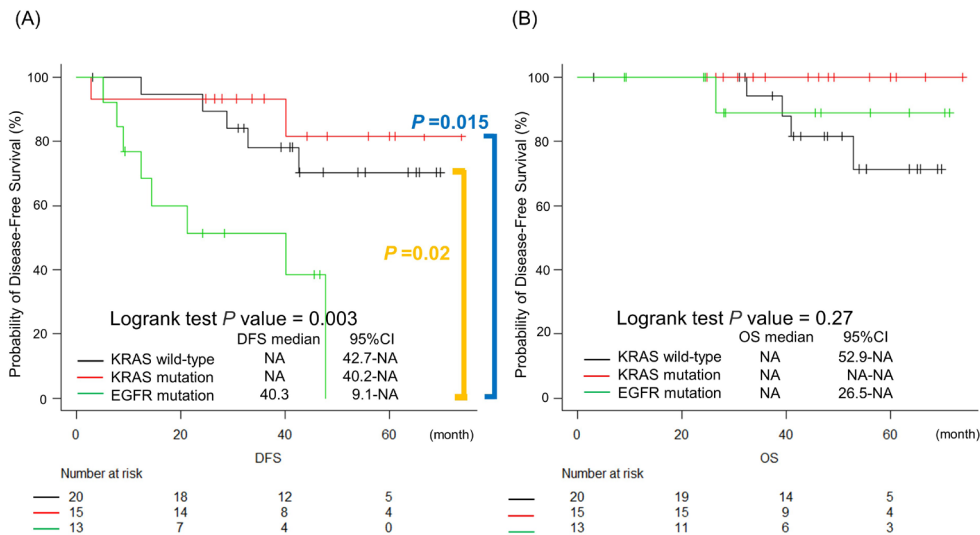 (A)
Probability of Disease-Free Survival (%)
100
80
60
40
20
0
P =0.015
P =0.02
Logrank test P value = 0.003
DFS median 95%CI
KRAS wild-type NA 42.7-NA
KRAS mutation NA 40.2-NA
EGFR mutation 40.3 9.1-NA
0 20 40 60 (month)
DFS
Number at risk
20 18 12 5
15 14 8 4
13 7 4 0
(B)
Probability of Disease-Free Survival (%)
100
80
60
40
20
0
Logrank test P value = 0.27
OS median 95%CI
KRAS wild-type NA 52.9-NA
KRAS mutation NA NA-NA
EGFR mutation NA 26.5-NA
0 20 40 60 (month)
OS
Number at risk
20 19 14 5
15 15 9 4
13 11 6 3